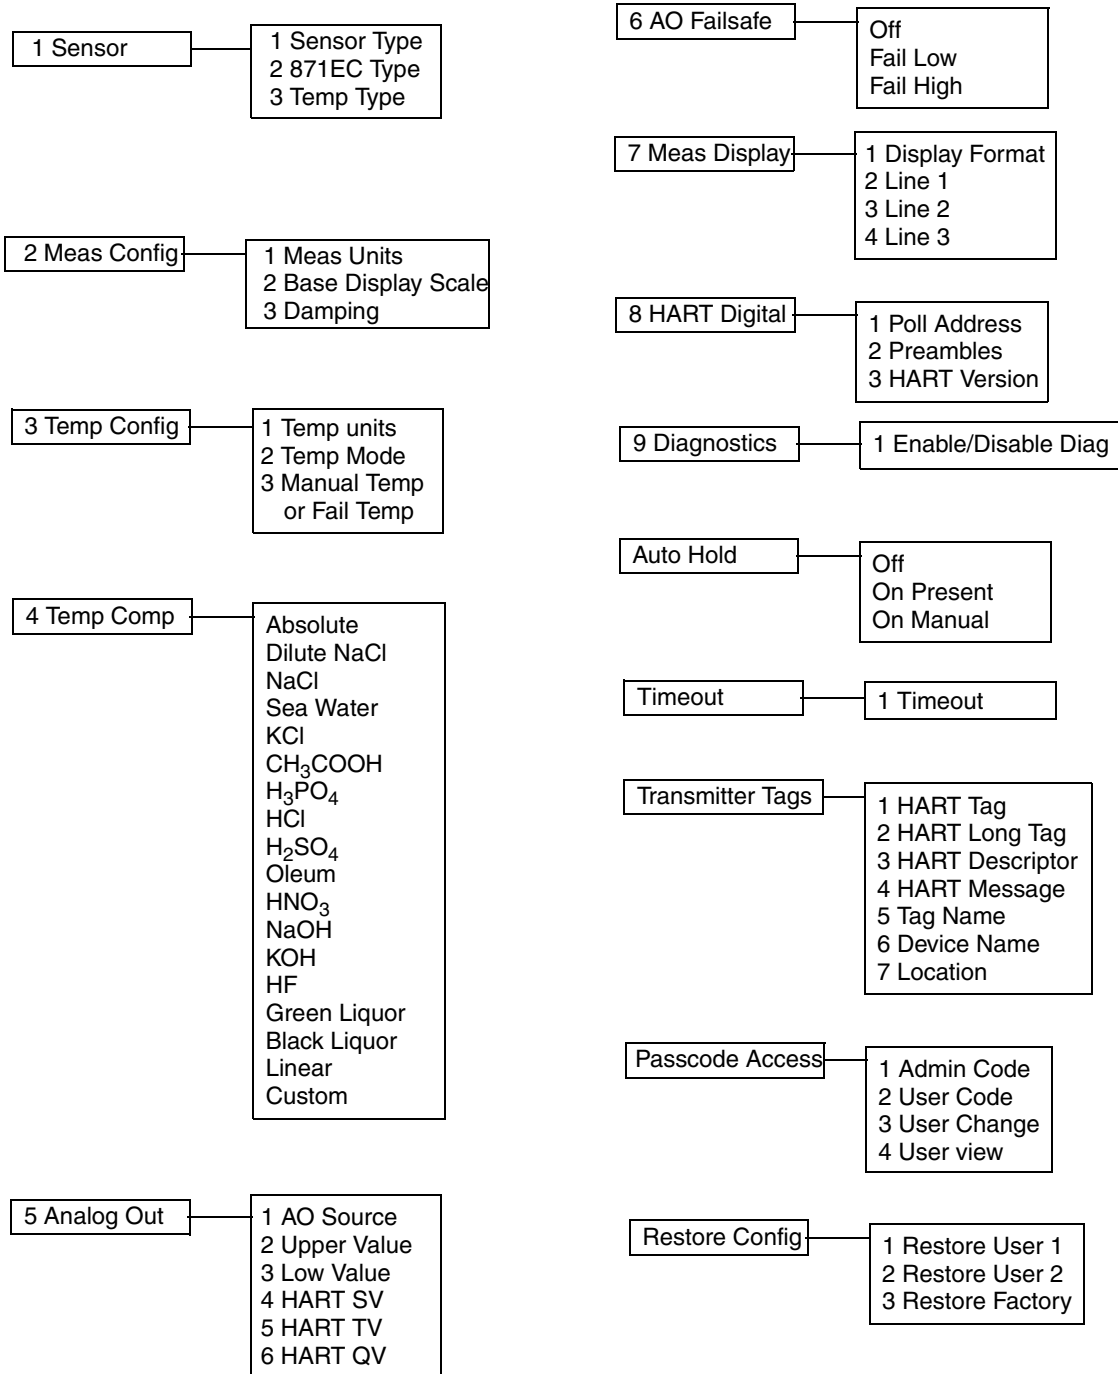 1 Sensor
1 Sensor Type
2 871EC Type
3 Temp Type
2 Meas Config
1 Meas Units
2 Base Display Scale
3 Damping
3 Temp Config
1 Temp units
2 Temp Mode
3 Manual Temp
or Fail Temp
4 Temp Comp
Absolute
Dilute NaCl
NaCl
Sea Water
KCl
CH₃COOH
H₃PO₄
HCl
H₂SO₄
Oleum
HNO₃
NaOH
KOH
HF
Green Liquor
Black Liquor
Linear
Custom
5 Analog Out
1 AO Source
2 Upper Value
3 Low Value
4 HART SV
5 HART TV
6 HART QV
6 AO Failsafe
Off
Fail Low
Fail High
7 Meas Display
1 Display Format
2 Line 1
3 Line 2
4 Line 3
8 HART Digital
1 Poll Address
2 Preambles
3 HART Version
9 Diagnostics
1 Enable/Disable Diag
Auto Hold
Off
On Present
On Manual
Timeout
1 Timeout
Transmitter Tags
1 HART Tag
2 HART Long Tag
3 HART Descriptor
4 HART Message
5 Tag Name
6 Device Name
7 Location
Passcode Access
1 Admin Code
2 User Code
3 User Change
4 User view
Restore Config
1 Restore User 1
2 Restore User 2
3 Restore Factory